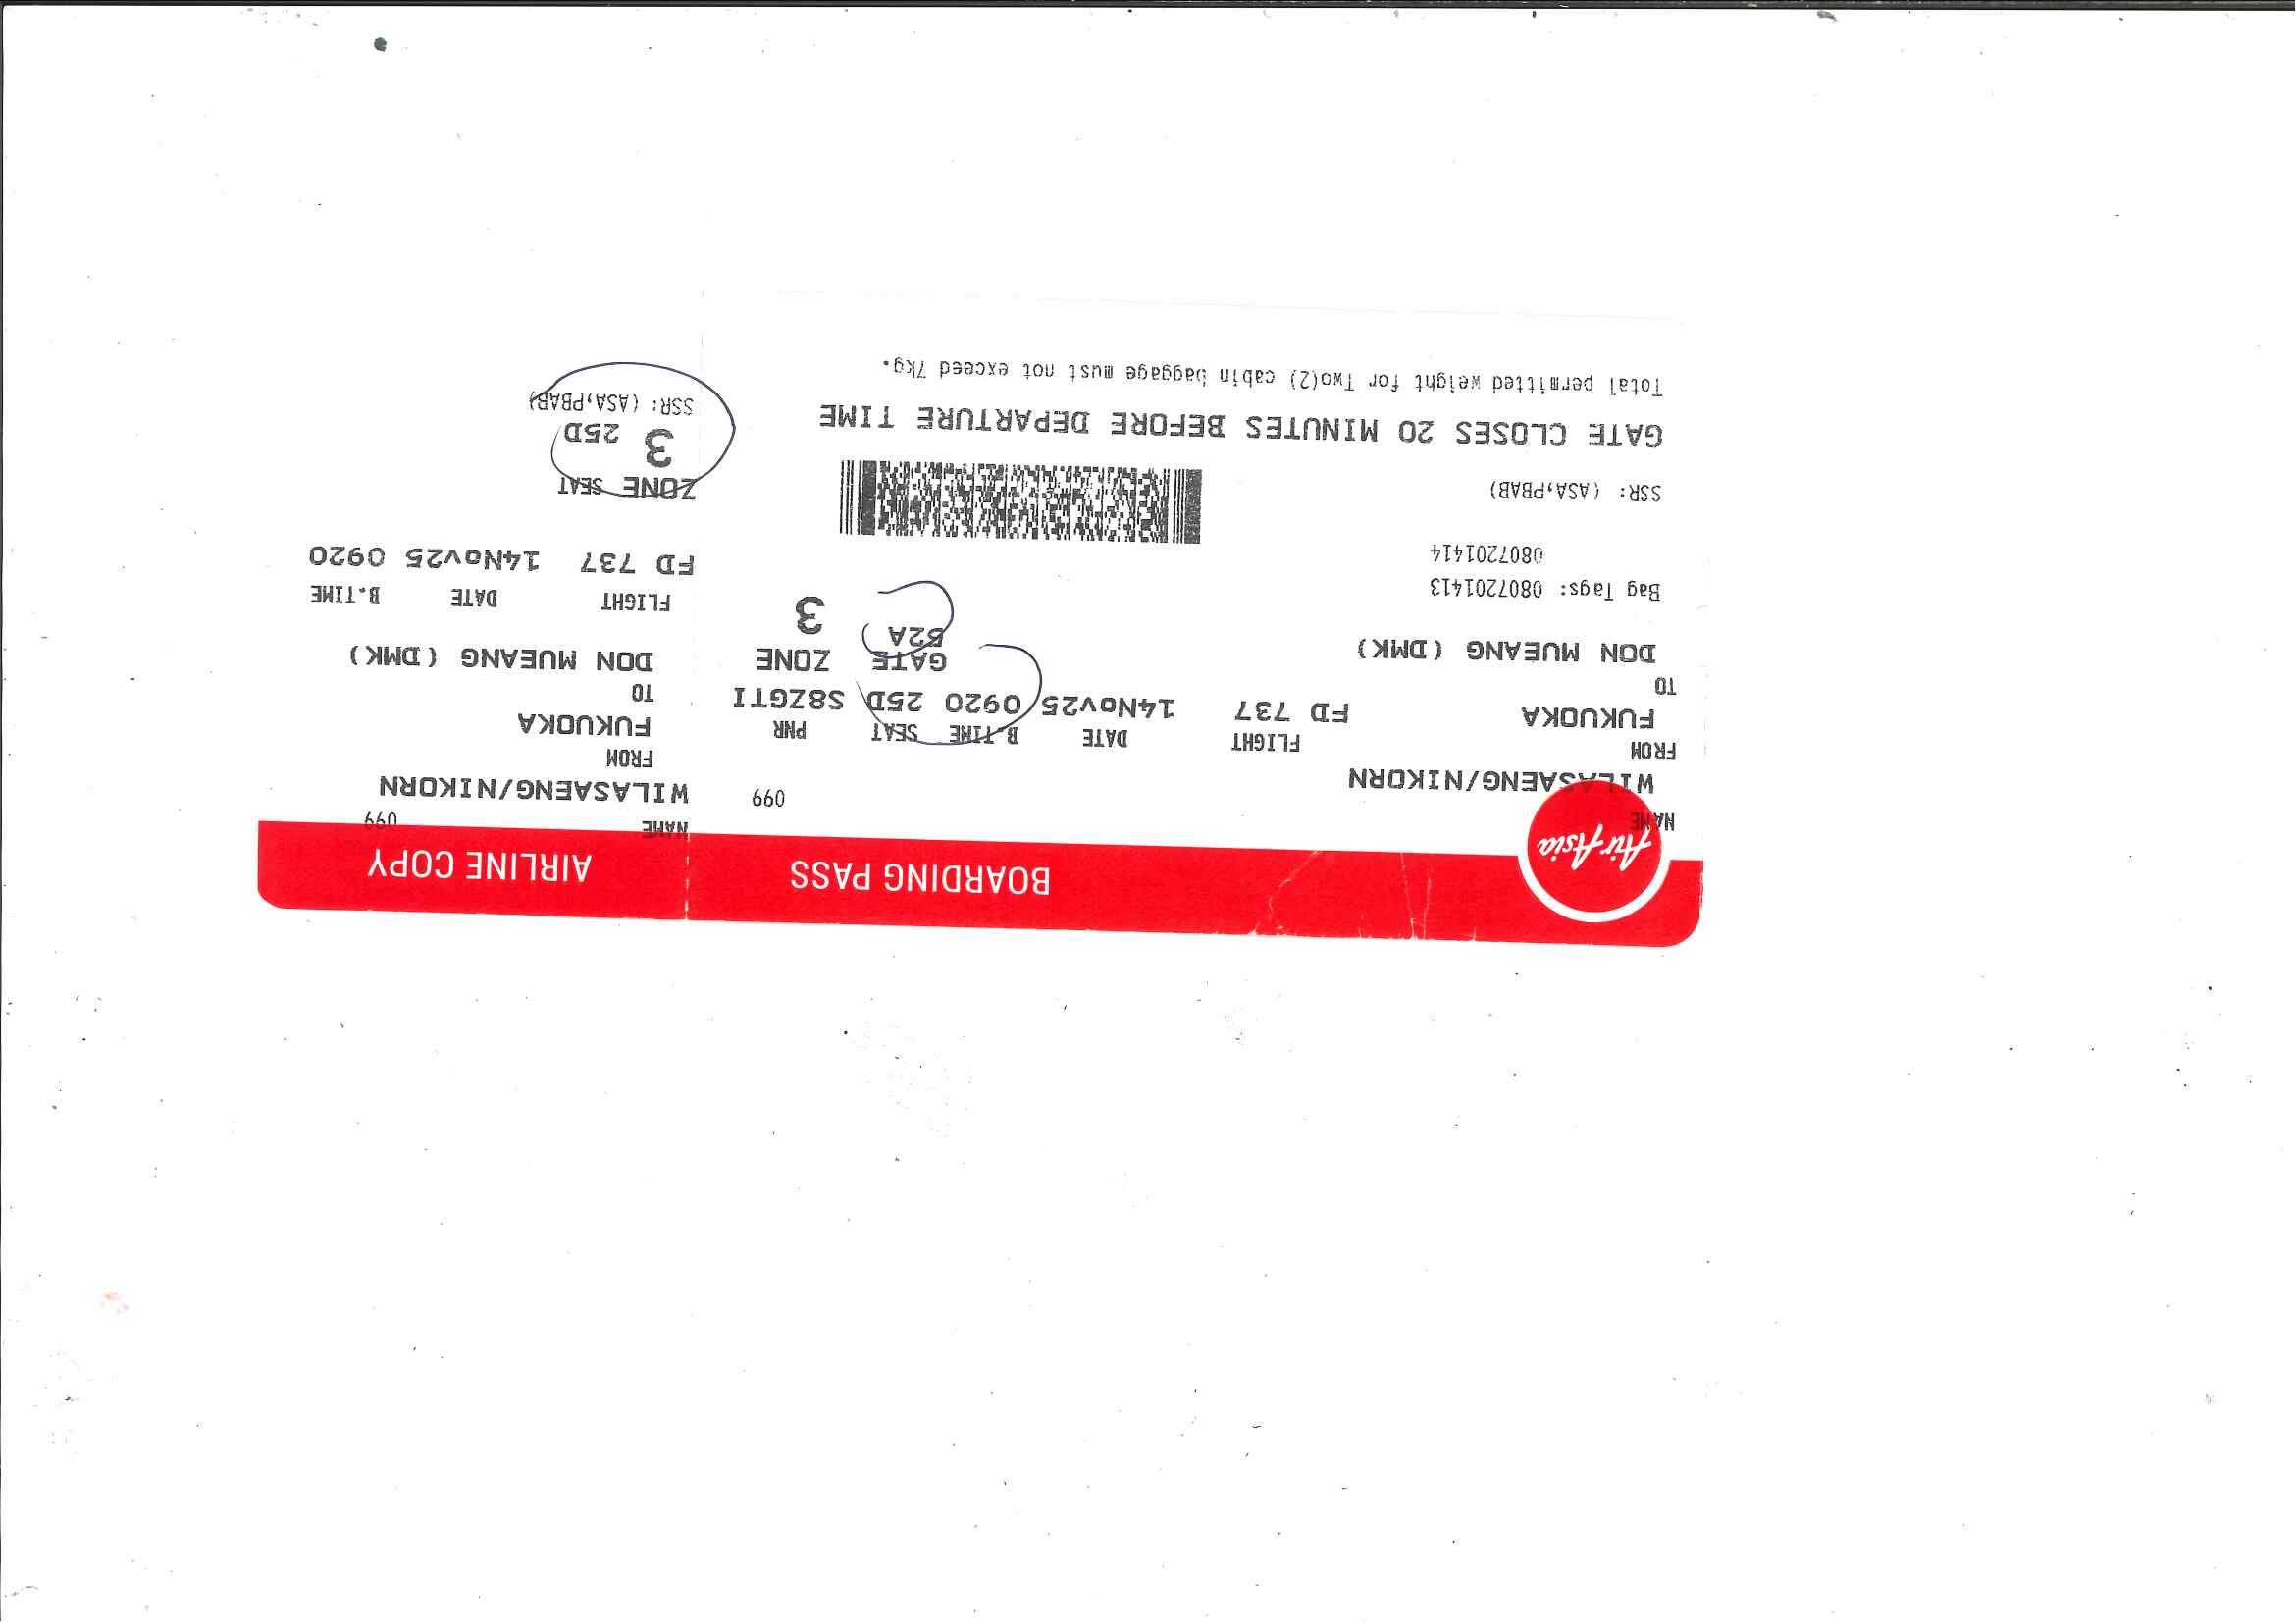 BOARDING PASS
AIRLINE COPY
AirAsia
NAME
WILASAENG/NIKORN
099
FROM
FUKUOKA
FLIGHT DATE B.TIME SEAT PNR
FD 737 14Nov25 0920 25D S8ZGTI
TO
DON MUEANG (DMK)
GATE ZONE
52A 3
Bag Tags: 0807201413
0807201414
SSR: (ASA,PBAB)
GATE CLOSES 20 MINUTES BEFORE DEPARTURE TIME
Total permitted weight for Two(2) cabin baggage must not exceed 7kg.
NAME 099
WILASAENG/NIKORN
FROM
FUKUOKA
TO
DON MUEANG (DMK)
FLIGHT DATE B.TIME
FD 737 14Nov25 0920
ZONE SEAT
3 25D
SSR: (ASA,PBAB)